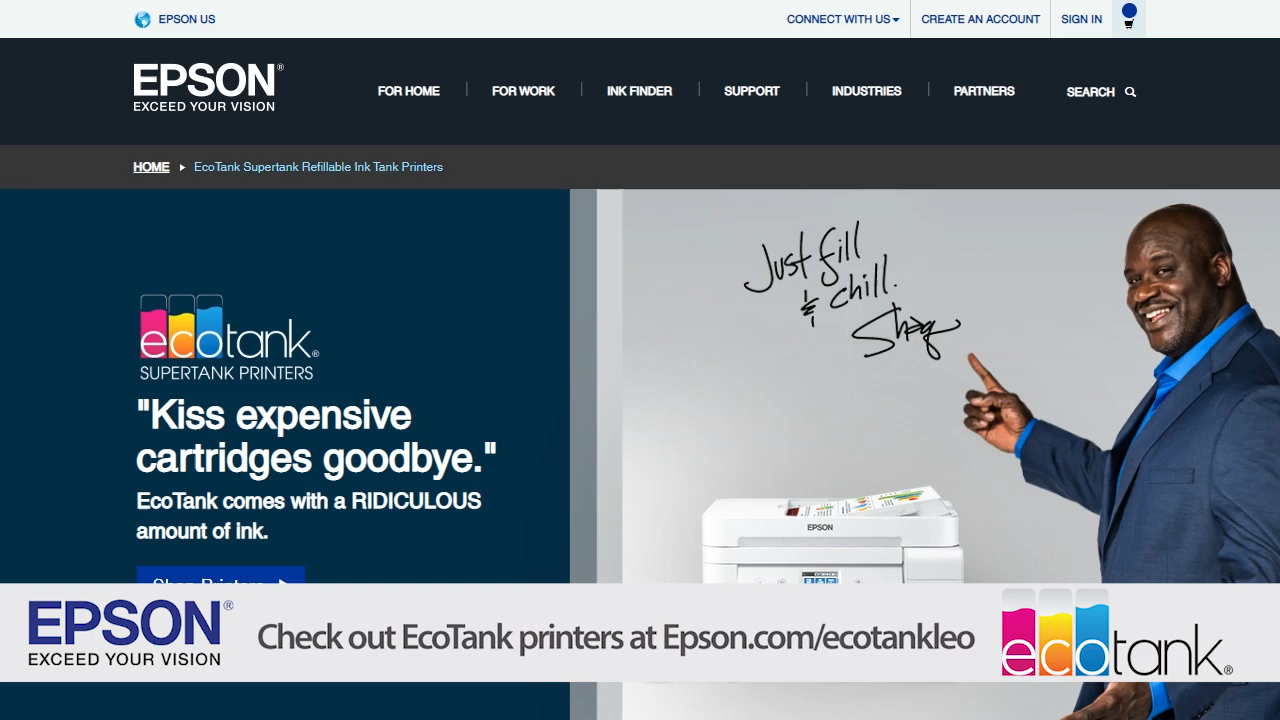 EPSON US
CONNECT WITH US
CREATE AN ACCOUNT
SIGN IN
EPSON®
EXCEED YOUR VISION
FOR HOME
FOR WORK
INK FINDER
SUPPORT
INDUSTRIES
PARTNERS
SEARCH
HOME
EcoTank Supertank Refillable Ink Tank Printers
Just fill
& chill.
Shaq
ecotank®
SUPERTANK PRINTERS
"Kiss expensive
cartridges goodbye."
EcoTank comes with a RIDICULOUS
amount of ink.
Shop Printers
EPSON
EPSON®
EXCEED YOUR VISION
Check out EcoTank printers at Epson.com/ecotankleo
ecotank®